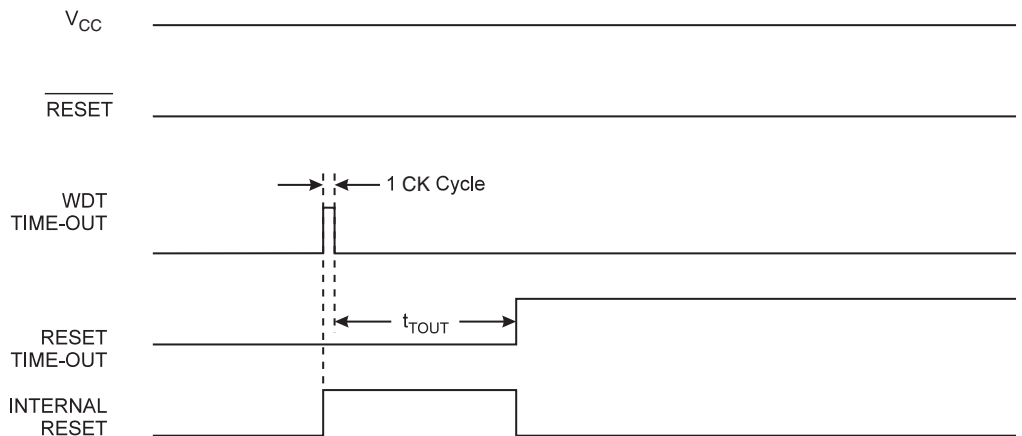 VCC
RESET
1 CK Cycle
WDT
TIME-OUT
tTOUT
RESET
TIME-OUT
INTERNAL
RESET